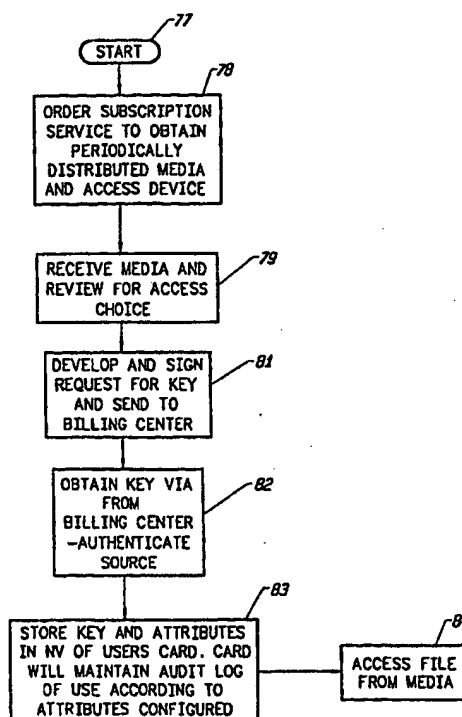 77
START
78
ORDER SUBSCRIPTION
SERVICE TO OBTAIN
PERIODICALLY
DISTRIBUTED MEDIA
AND ACCESS DEVICE
79
RECEIVE MEDIA AND
REVIEW FOR ACCESS
CHOICE
81
DEVELOP AND SIGN
REQUEST FOR KEY
AND SEND TO
BILLING CENTER
82
OBTAIN KEY VIA
FROM
BILLING CENTER
-AUTHENTICATE
SOURCE
83
STORE KEY AND ATTRIBUTES
IN NV OF USERS CARD. CARD
WILL MAINTAIN AUDIT LOG
OF USE ACCORDING TO
ATTRIBUTES CONFIGURED
ACCESS FILE
FROM MEDIA